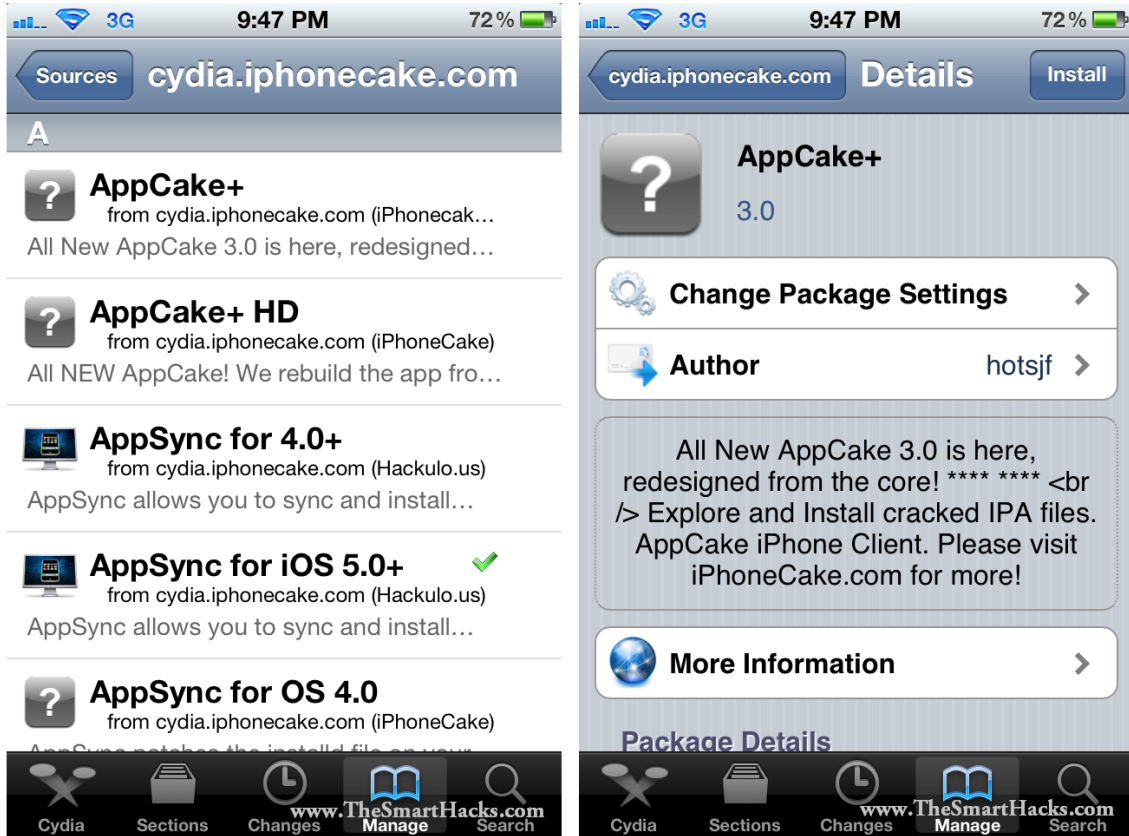 3G 9:47 PM 72%
Sources cydia.iphonecake.com
A
? AppCake+
from cydia.iphonecake.com (iPhonecak...
All New AppCake 3.0 is here, redesigned...
? AppCake+ HD
from cydia.iphonecake.com (iPhoneCake)
All NEW AppCake! We rebuild the app fro...
AppSync for 4.0+
from cydia.iphonecake.com (Hackulo.us)
AppSync allows you to sync and install...
AppSync for iOS 5.0+
from cydia.iphonecake.com (Hackulo.us)
AppSync allows you to sync and install...
? AppSync for OS 4.0
from cydia.iphonecake.com (iPhoneCake)
AppSync patches the installd file on your
www.TheSmartHacks.com
Cydia Sections Changes Manage Search
3G 9:47 PM 72%
cydia.iphonecake.com Details Install
? AppCake+
3.0
Change Package Settings
Author hotsjf
All New AppCake 3.0 is here,
redesigned from the core! **** **** <br
/> Explore and Install cracked IPA files.
AppCake iPhone Client. Please visit
iPhoneCake.com for more!
More Information
Package Details
www.TheSmartHacks.com
Cydia Sections Changes Manage Search